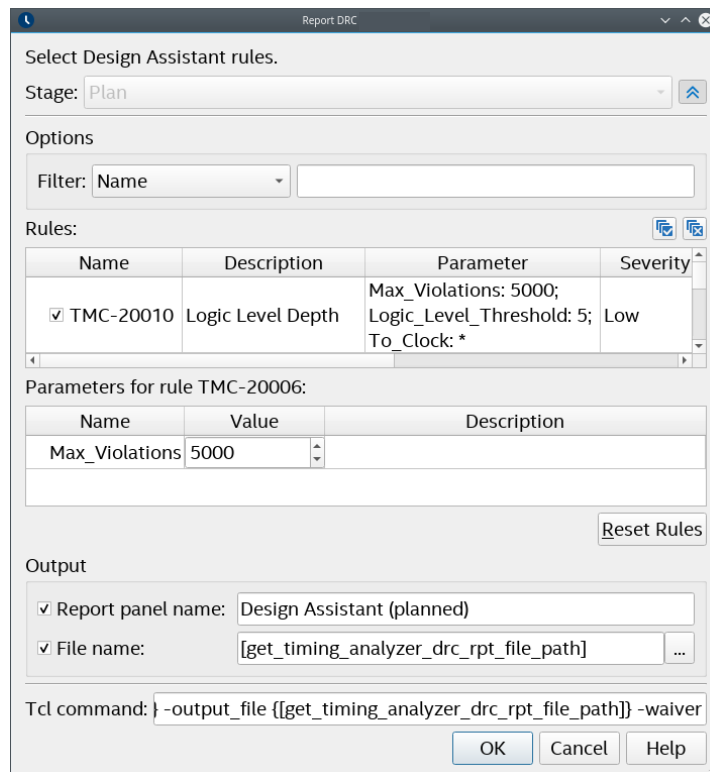 Report DRC
Select Design Assistant rules.
Stage: Plan
Options
Filter: Name
Rules:
Name Description Parameter Severity
TMC-20010 Logic Level Depth Max_Violations: 5000;
Logic_Level_Threshold: 5; Low
To_Clock: *
Parameters for rule TMC-20006:
Name Value Description
Max_Violations 5000
Reset Rules
Output
Report panel name: Design Assistant (planned)
File name: [get_timing_analyzer_drc_rpt_file_path] ...
Tcl command: } -output_file {[get_timing_analyzer_drc_rpt_file_path]} -waiver
OK Cancel Help